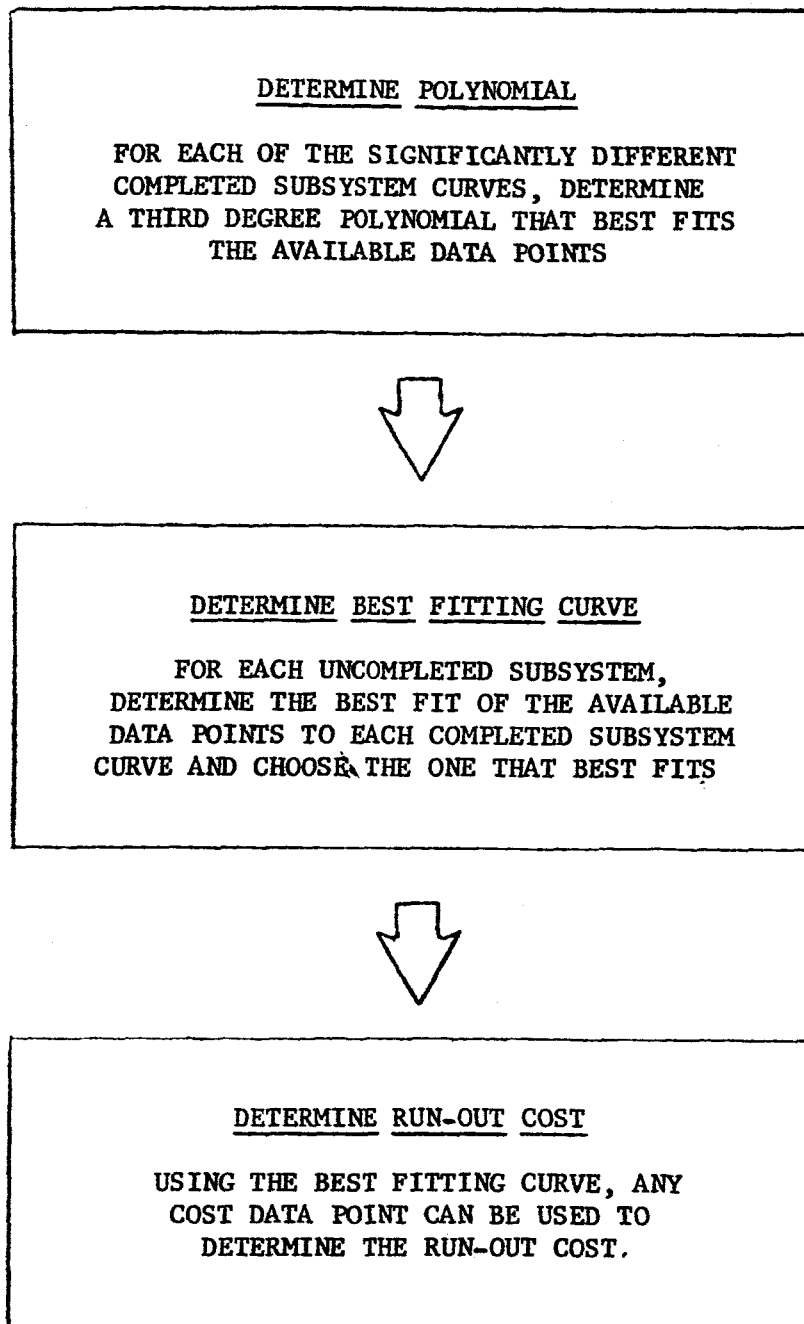 DETERMINE POLYNOMIAL
FOR EACH OF THE SIGNIFICANTLY DIFFERENT
COMPLETED SUBSYSTEM CURVES, DETERMINE
A THIRD DEGREE POLYNOMIAL THAT BEST FITS
THE AVAILABLE DATA POINTS
DETERMINE BEST FITTING CURVE
FOR EACH UNCOMPLETED SUBSYSTEM,
DETERMINE THE BEST FIT OF THE AVAILABLE
DATA POINTS TO EACH COMPLETED SUBSYSTEM
CURVE AND CHOOSE THE ONE THAT BEST FITS
DETERMINE RUN-OUT COST
USING THE BEST FITTING CURVE, ANY
COST DATA POINT CAN BE USED TO
DETERMINE THE RUN-OUT COST.